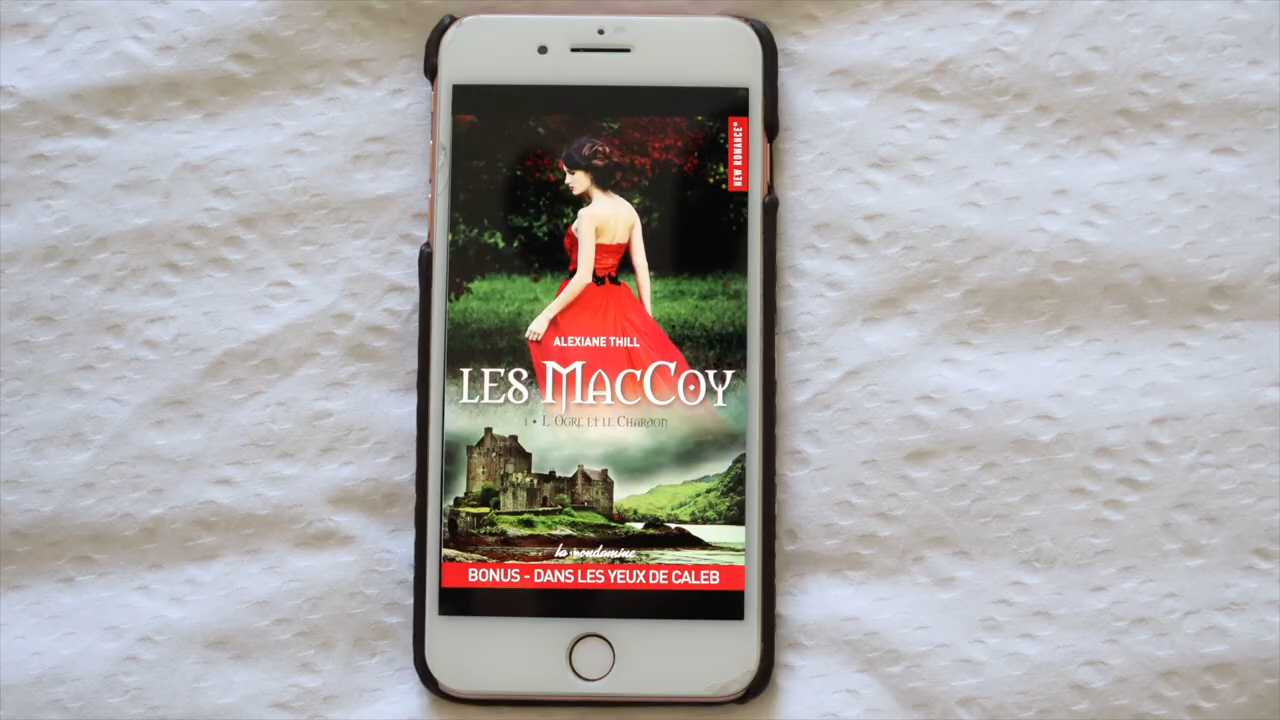 NEW ROMANCE®
ALEXIANE THILL
LES MACCOY
1 • L'OGRE ET LE CHARDON
la condamine
BONUS - DANS LES YEUX DE CALEB